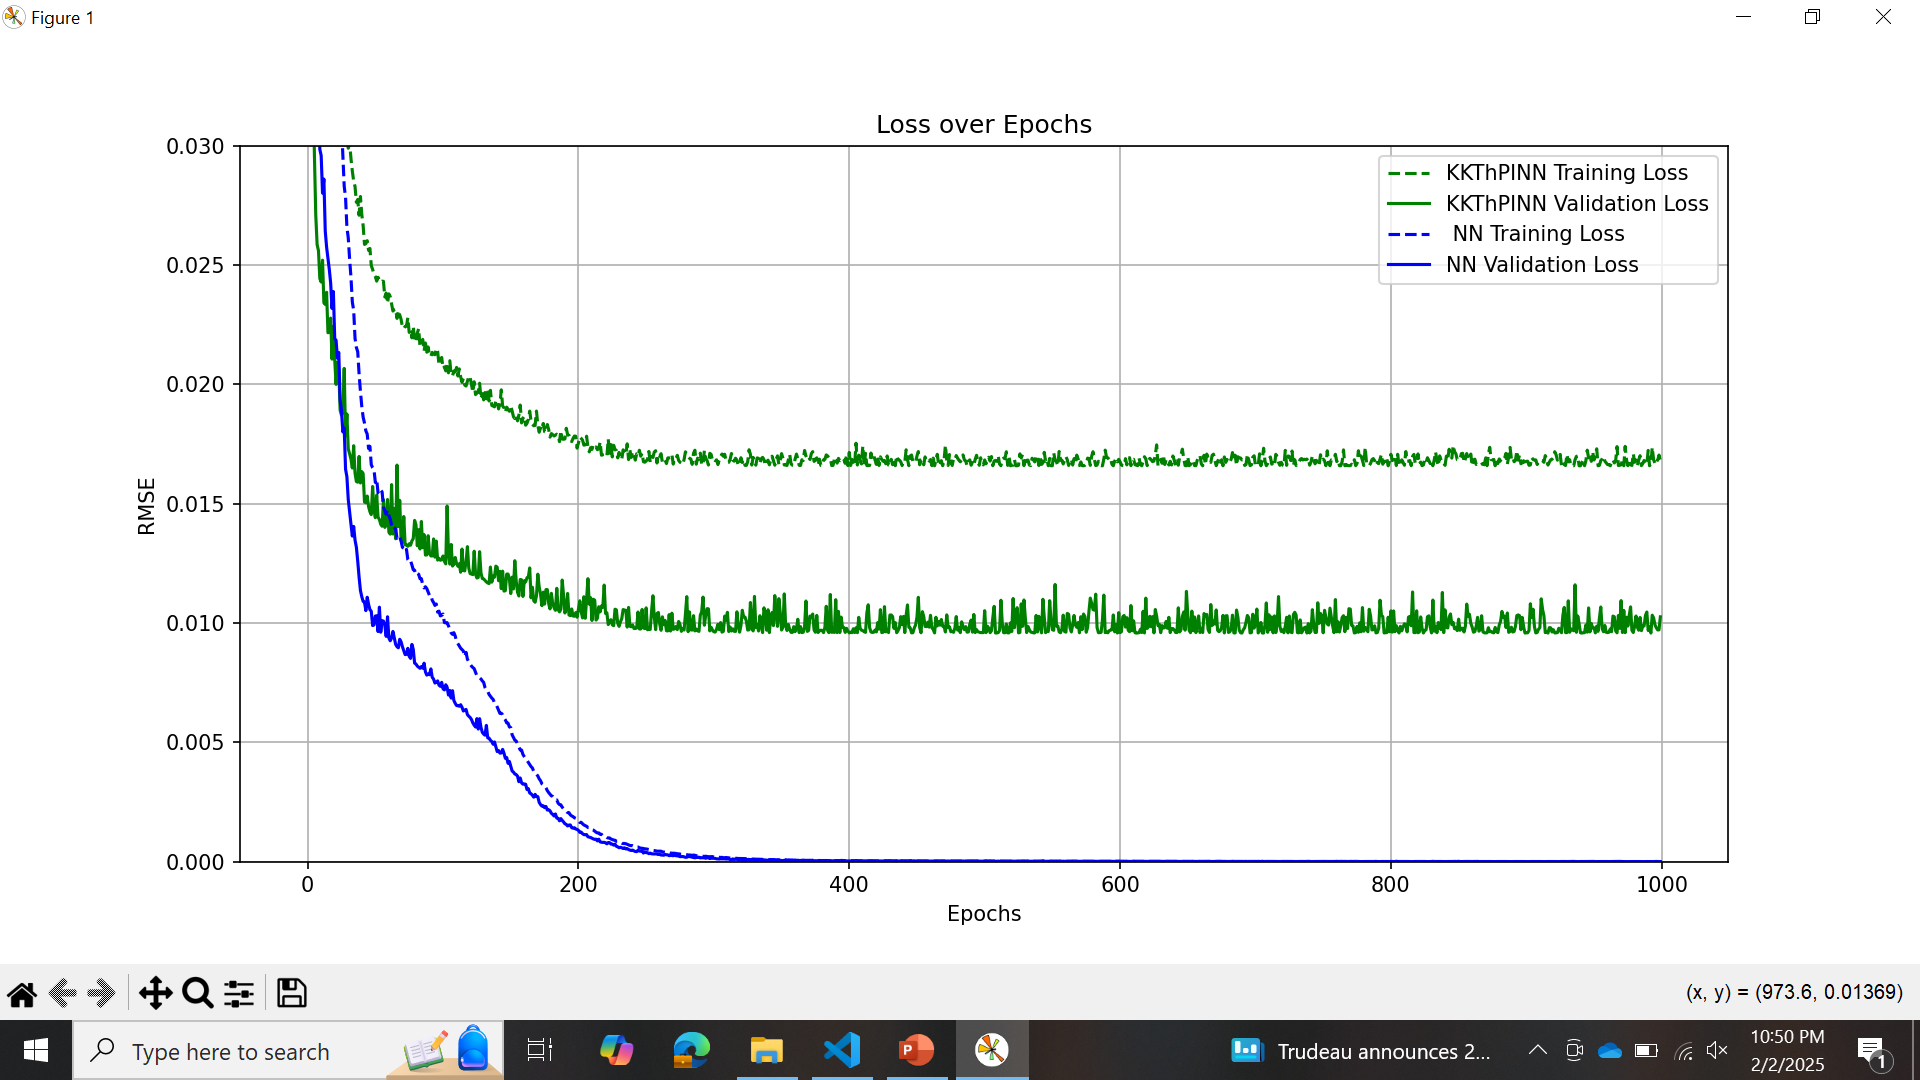 Figure 1
Loss over Epochs
0.030
0.025
0.020
0.015
0.010
0.005
0.000
RMSE
KKThPINN Training Loss
KKThPINN Validation Loss
NN Training Loss
NN Validation Loss
0 200 400 600 800 1000
Epochs
(x, y) = (973.6, 0.01369)
Type here to search
P
Trudeau announces 2...
10:50 PM
2/2/2025
1